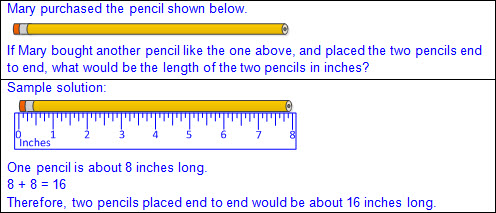 Mary purchased the pencil shown below.
If Mary bought another pencil like the one above, and placed the two pencils end
to end, what would be the length of the two pencils in inches?
Sample solution:
0 1 2 3 4 5 6 7 8
Inches
One pencil is about 8 inches long.
8 + 8 = 16
Therefore, two pencils placed end to end would be about 16 inches long.